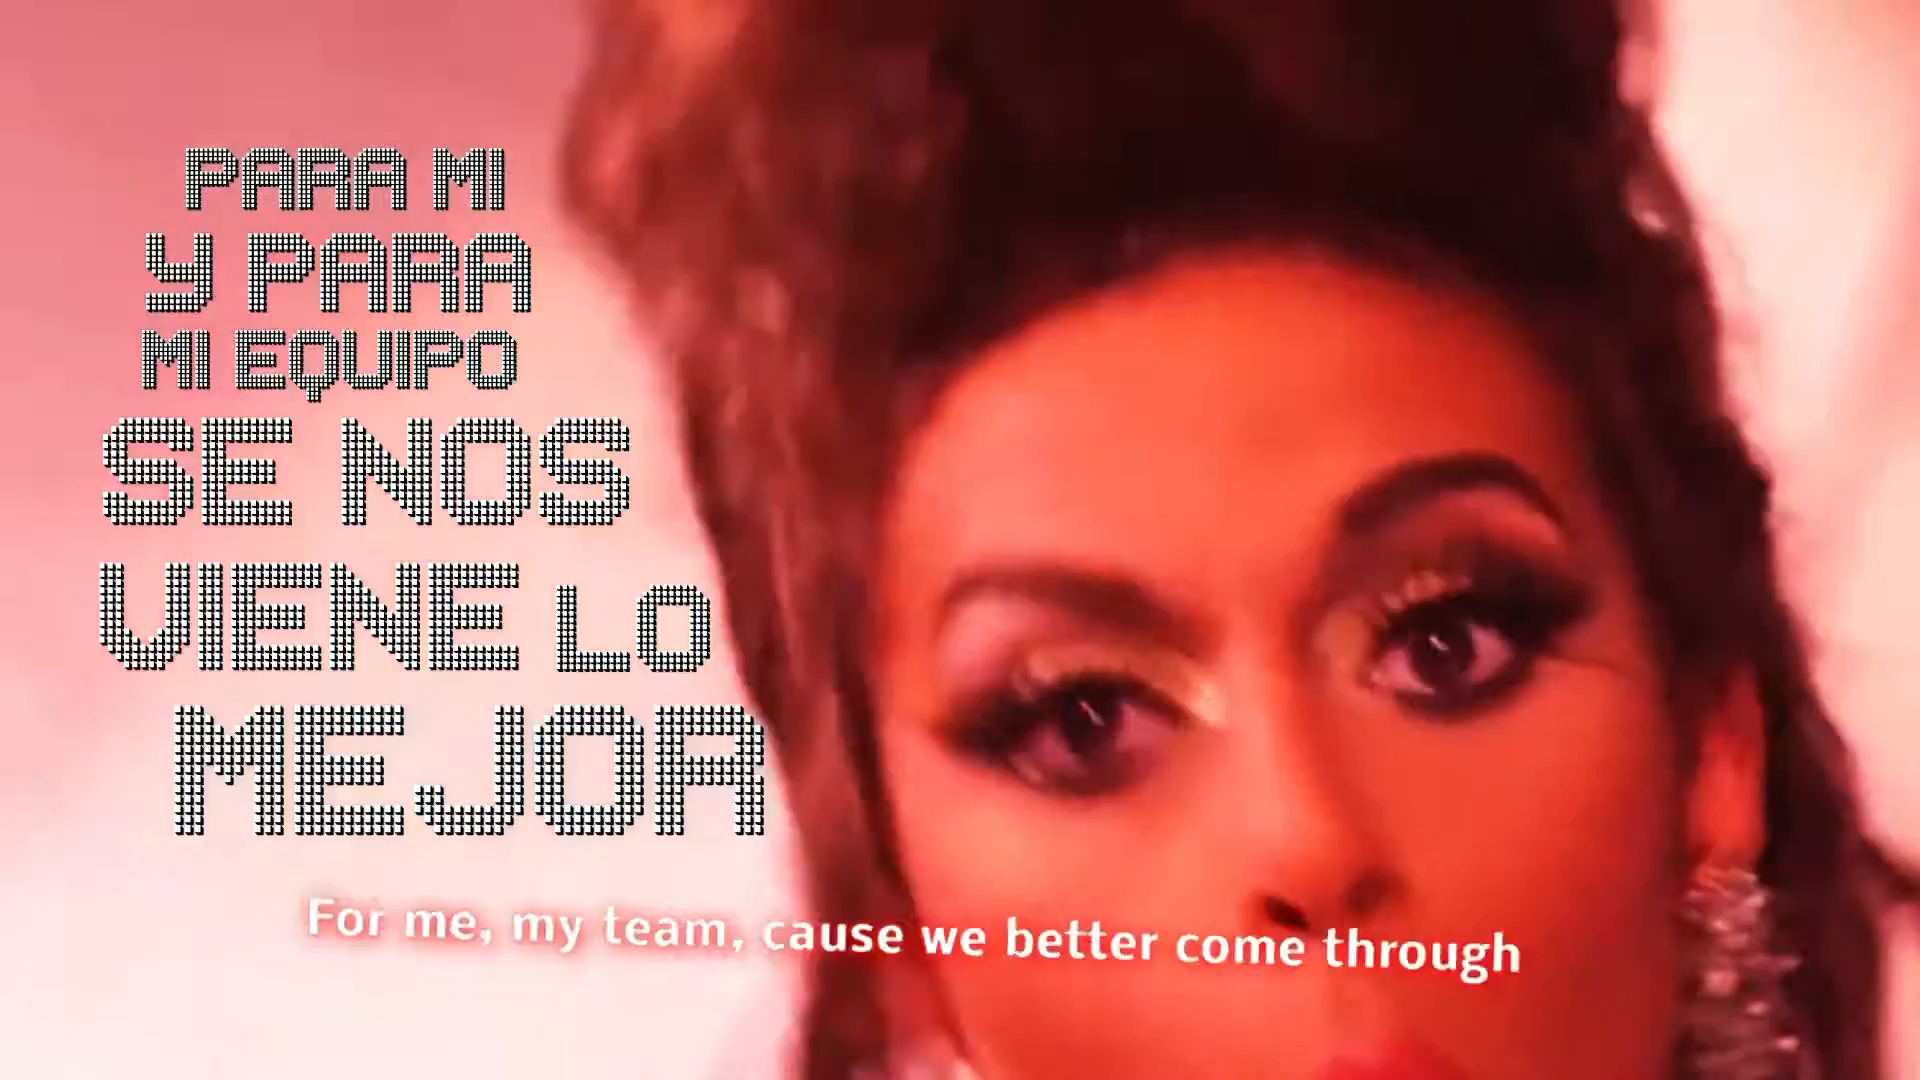 PARA MI
Y PARA
MI EQUIPO
SE NOS
VIENE LO
MEJOR
For me, my team, cause we better come through